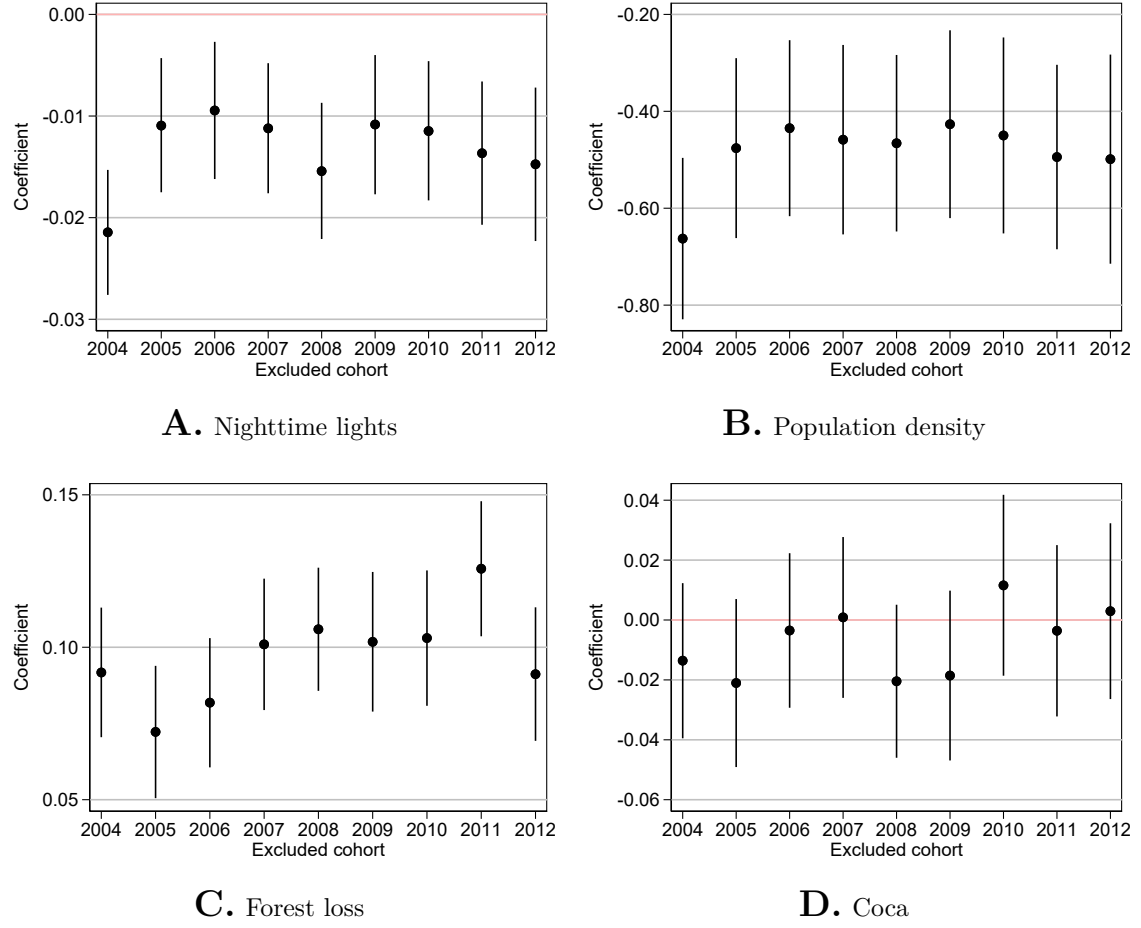 0.00
-0.01
-0.02
-0.03
Coefficient
2004 2005 2006 2007 2008 2009 2010 2011 2012
Excluded cohort
A. Nighttime lights
-0.20
-0.40
-0.60
-0.80
Coefficient
2004 2005 2006 2007 2008 2009 2010 2011 2012
Excluded cohort
B. Population density
0.15
0.10
0.05
Coefficient
2004 2005 2006 2007 2008 2009 2010 2011 2012
Excluded cohort
C. Forest loss
0.04
0.02
0.00
-0.02
-0.04
-0.06
Coefficient
2004 2005 2006 2007 2008 2009 2010 2011 2012
Excluded cohort
D. Coca